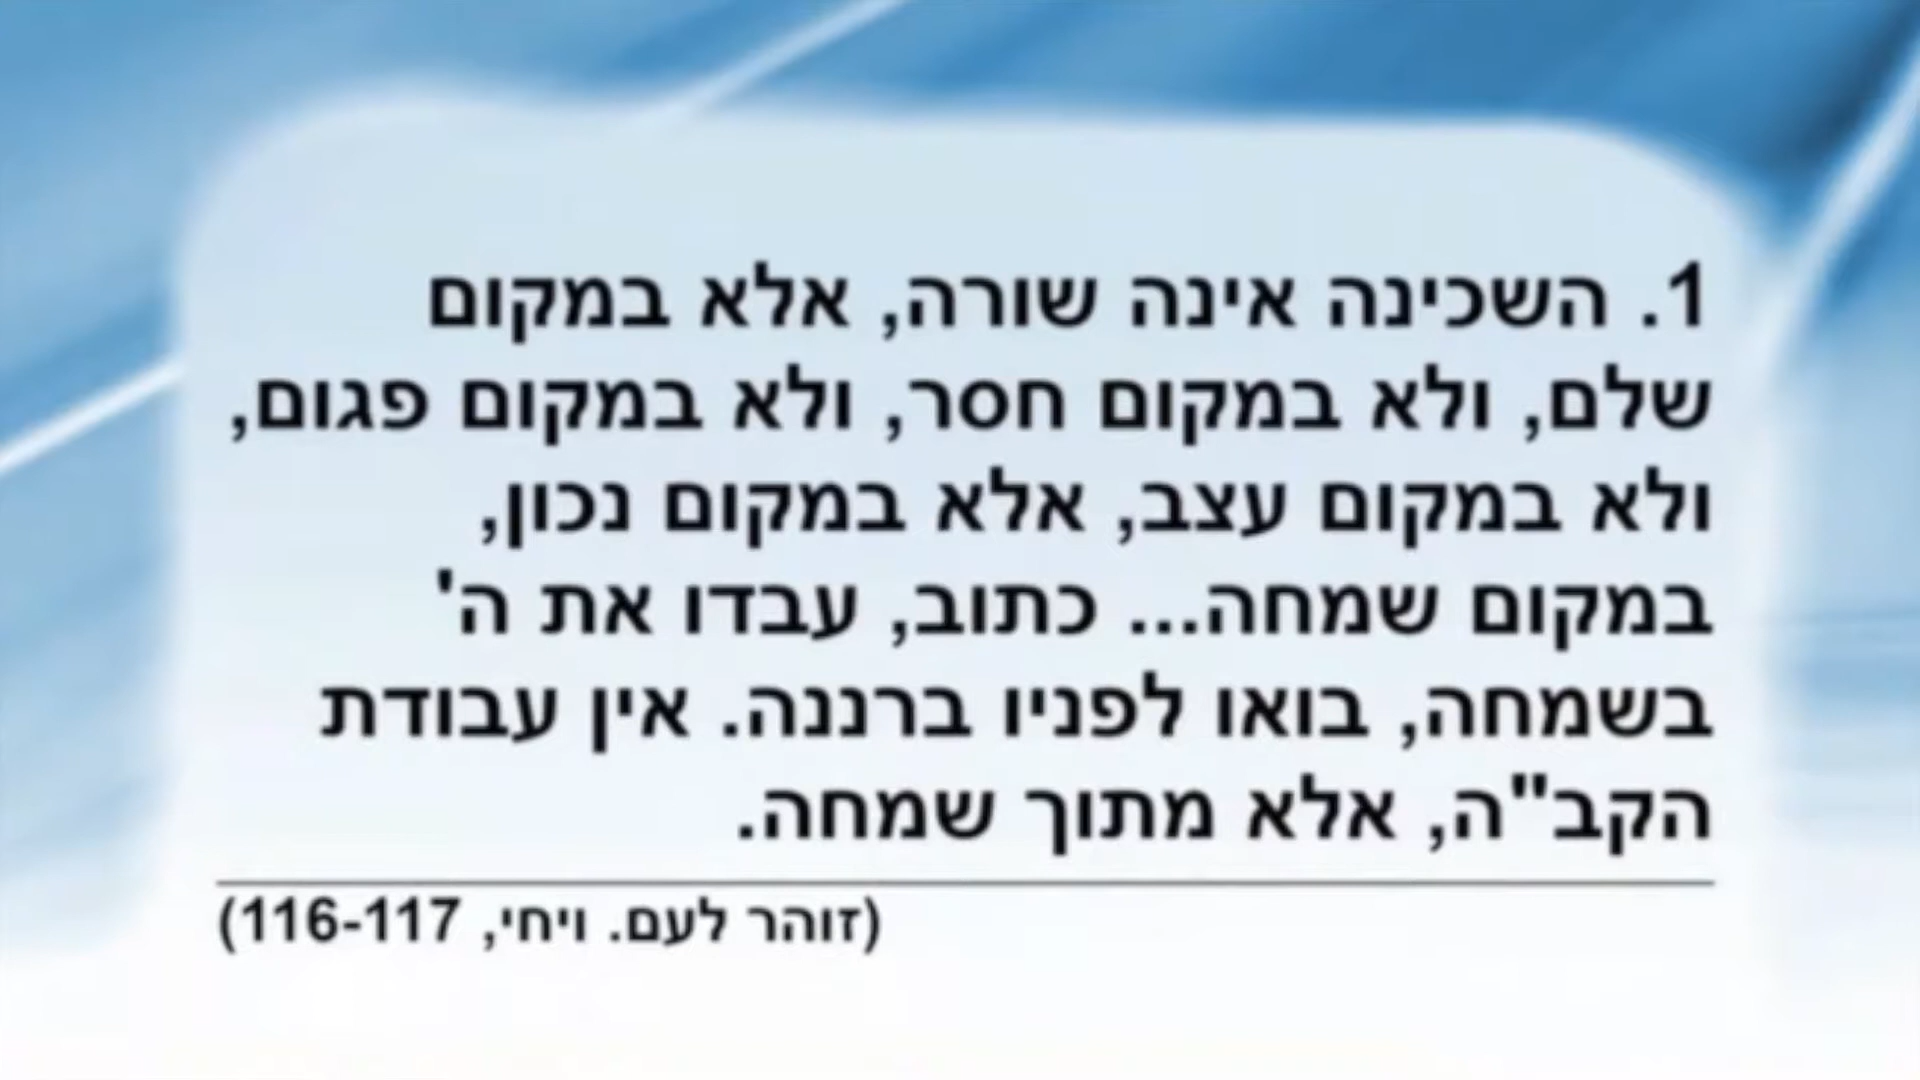 1. השכינה אינה שורה, אלא במקום
שלם, ולא במקום חסר, ולא במקום פגום,
ולא במקום עצב, אלא במקום נכון,
במקום שמחה... כתוב, עבדו את ה'
בשמחה, בואו לפניו ברננה. אין עבודת
הקב"ה, אלא מתוך שמחה.
(זוהר לעם. ויחי, 116-117)